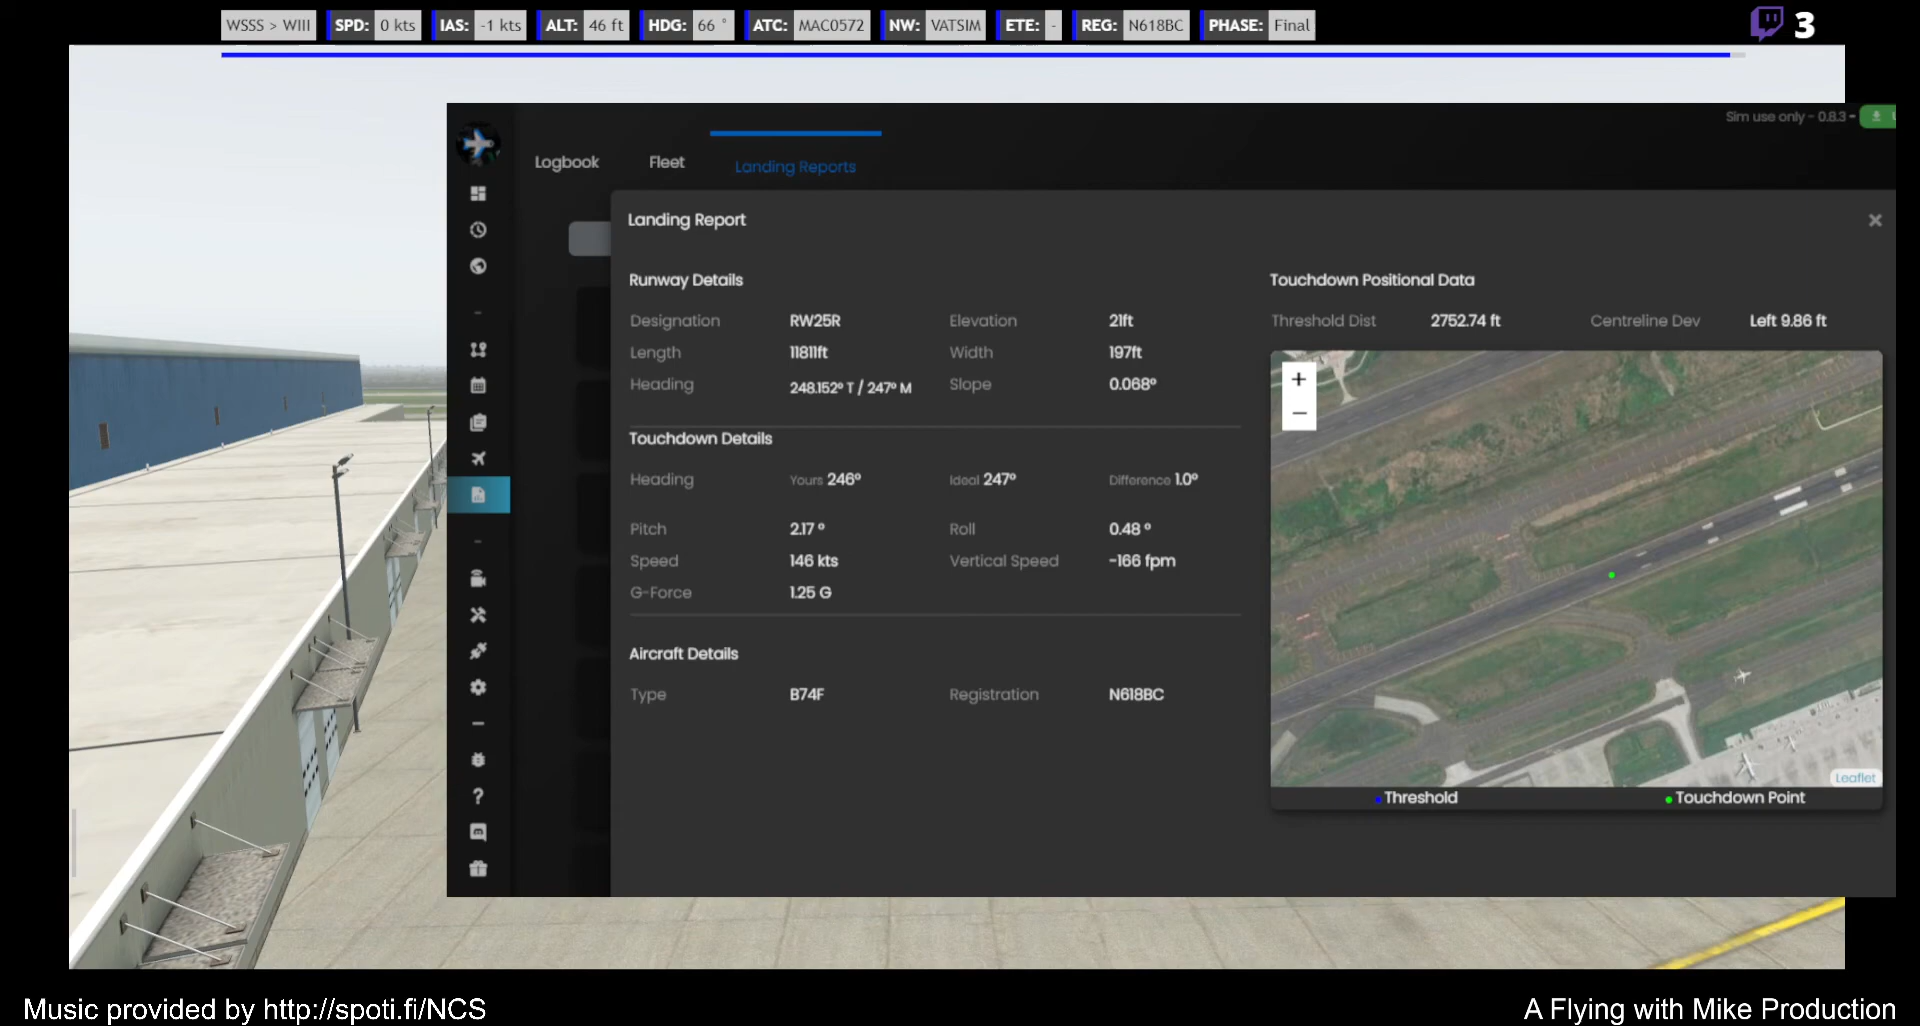 WSSS > WIII SPD: 0 kts IAS: -1 kts ALT: 46 ft HDG: 66 ° ATC: MAC0572 NW: VATSIM ETE: - REG: N618BC PHASE: Final 3
Sim use only - 0.8.3 -
Logbook Fleet Landing Reports
Landing Report
Runway Details
Designation RW25R Elevation 21ft
Length 11811ft Width 197ft
Heading 248.152° T / 247° M Slope 0.068°
Touchdown Details
Heading Yours 246° Ideal 247° Difference 1.0°
Pitch 2.17 ° Roll 0.48 °
Speed 146 kts Vertical Speed -166 fpm
G-Force 1.25 G
Aircraft Details
Type B74F Registration N618BC
Touchdown Positional Data
Threshold Dist 2752.74 ft Centreline Dev Left 9.86 ft
+
−
Leaflet
Threshold Touchdown Point
Music provided by http://spoti.fi/NCS
A Flying with Mike Production